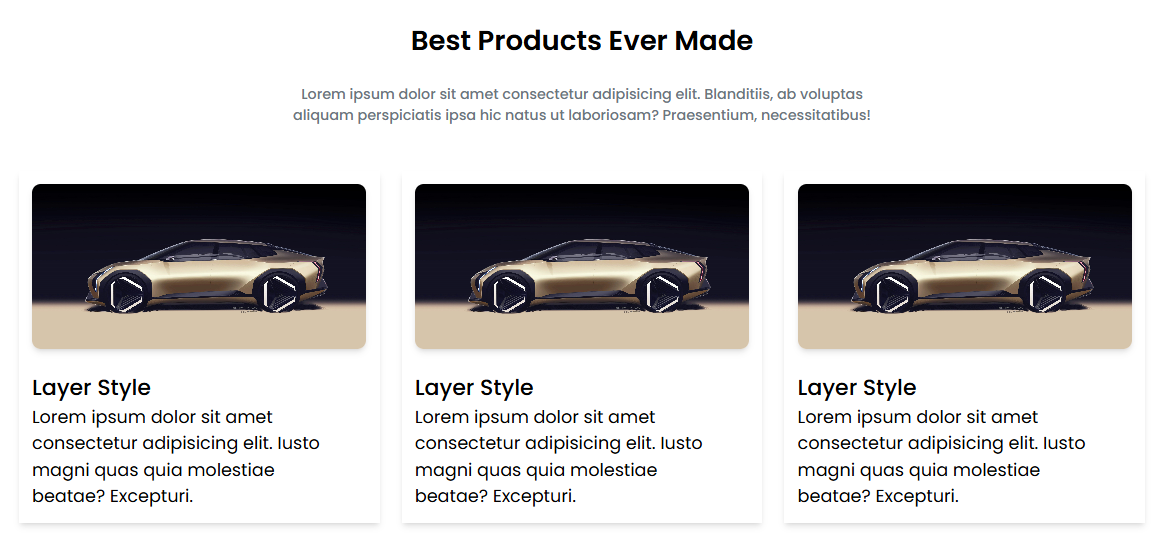 Best Products Ever Made
Lorem ipsum dolor sit amet consectetur adipisicing elit. Blanditiis, ab voluptas
aliquam perspiciatis ipsa hic natus ut laboriosam? Praesentium, necessitatibus!
Layer Style
Lorem ipsum dolor sit amet
consectetur adipisicing elit. Iusto
magni quas quia molestiae
beatae? Excepturi.
Layer Style
Lorem ipsum dolor sit amet
consectetur adipisicing elit. Iusto
magni quas quia molestiae
beatae? Excepturi.
Layer Style
Lorem ipsum dolor sit amet
consectetur adipisicing elit. Iusto
magni quas quia molestiae
beatae? Excepturi.